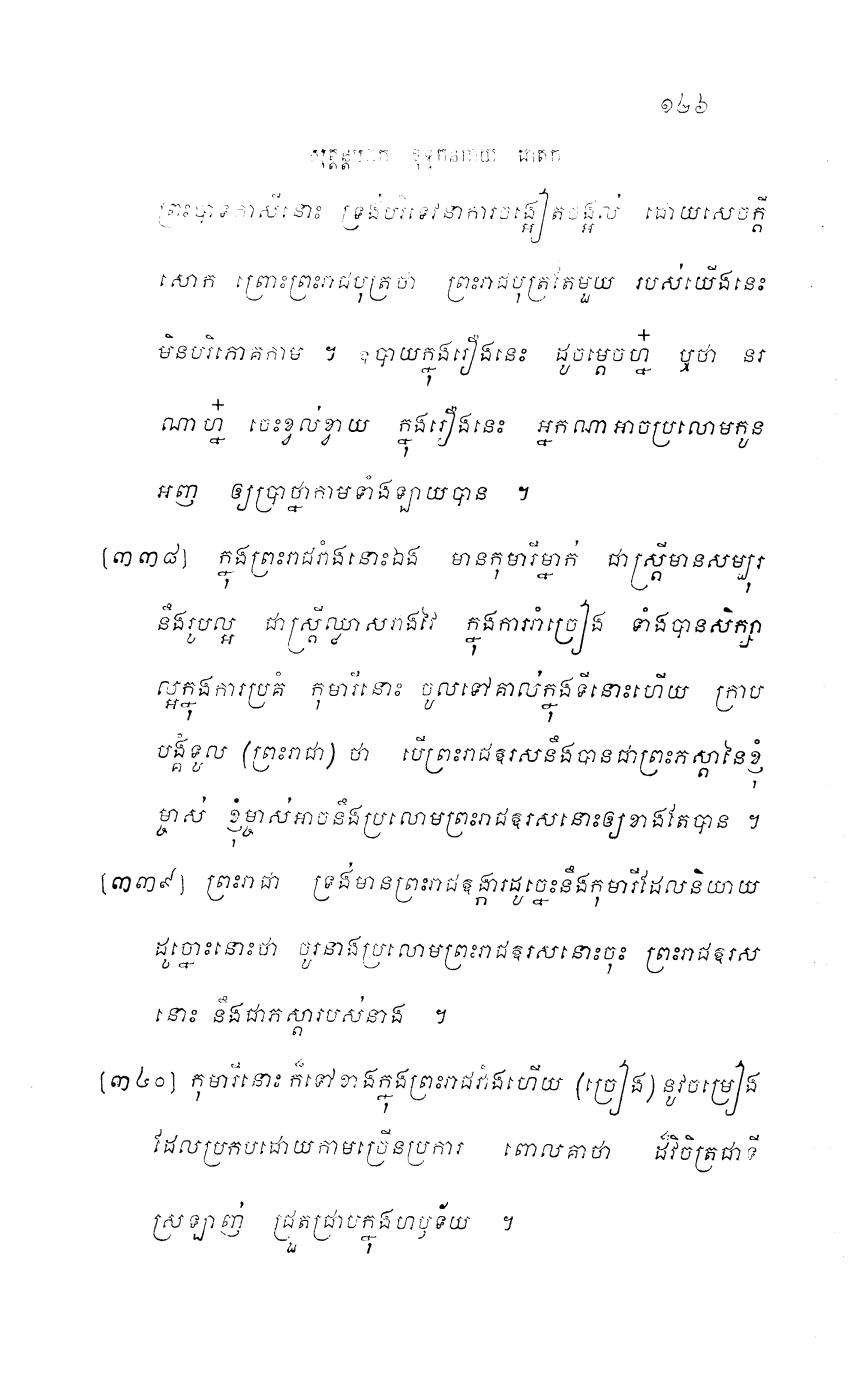 ១៤៦
សុត្តន្តបិដក ខុទ្ទកនិកាយ ជាតក
ព្រះបាទកាសីនោះ ទ្រង់បរិទេវនាការចង្អៀតចង្អល់ ដោយសេចក្តី
សោក ព្រោះព្រះរាជបុត្រថា ព្រះរាជបុត្រតែមួយ របស់យើងនេះ
មិនបរិភោគកាម ។ ឧបាយក្នុងរឿងនេះ ដូចម្តេចហ្ន៎ ឬថា នរ
ណាហ្ន៎ ចេះខ្វល់ខ្វាយ ក្នុងរឿងនេះ អ្នកណាអាចប្រលោមកូន
អញ ឲ្យប្រាថ្នាកាមទាំងឡាយបាន ។
[៣៣៨] ក្នុងព្រះរាជវាំងនោះឯង មានកុមារីម្នាក់ ជាស្ត្រីមានសម្បុរ
នឹងរូបល្អ ជាស្ត្រីឈ្លាសវាងវៃ ក្នុងការរាំច្រៀង ទាំងបានសិក្សា
ល្អក្នុងការប្រគំ កុមារីនោះ ចូលទៅគាល់ក្នុងទីនោះហើយ ក្រាប
បង្គំទូល (ព្រះរាជា) ថា បើព្រះរាជឱរសនឹងបានជាព្រះភស្តានៃខ្ញុំ
ម្ចាស់ ខ្ញុំម្ចាស់អាចនឹងប្រលោមព្រះរាជឱរសនោះឲ្យខាងតែបាន ។
[៣៣៩] ព្រះរាជា ទ្រង់មានព្រះរាជឱង្ការដូច្នេះនឹងកុមារីដែលនិយាយ
ដូច្នោះនោះថា ចូរនាងប្រលោមព្រះរាជឱរសនោះចុះ ព្រះរាជឱរស
នោះ នឹងជាភស្តារបស់នាង ។
[៣៤០] កុមារីនោះ ក៏ទៅខាងក្នុងព្រះរាជវាំងហើយ (ច្រៀង) នូវចម្រៀង
ដែលប្រកបដោយកាមច្រើនប្រការ ពោលគាថា ដ៏វិចិត្រជាទី
ស្រឡាញ់ ជ្រួតជ្រាបក្នុងហឫទ័យ ។